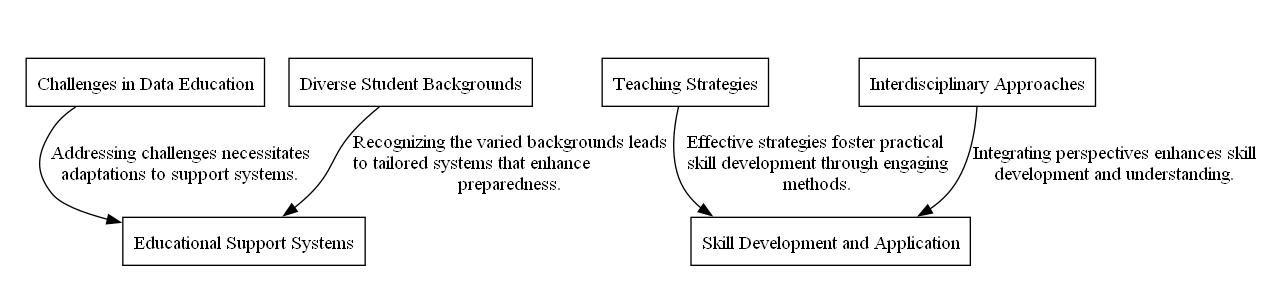 Challenges in Data Education
Diverse Student Backgrounds
Teaching Strategies
Interdisciplinary Approaches
Addressing challenges necessitates
adaptations to support systems.
Recognizing the varied backgrounds leads
to tailored systems that enhance
preparedness.
Effective strategies foster practical
skill development through engaging
methods.
Integrating perspectives enhances skill
development and understanding.
Educational Support Systems
Skill Development and Application